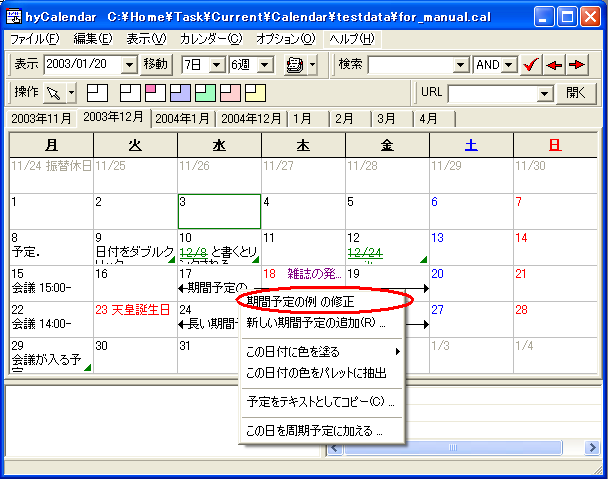 hyCalendar C:¥Home¥Task¥Current¥Calendar¥testdata¥for_manual.cal
ファイル(F) 編集(E) 表示(V) カレンダー(C) オプション(O) ヘルプ(H)
表示 2003/01/20 移動 7日 6週 検索 AND
操作 URL 開く
2003年11月 2003年12月 2004年1月 2004年12月 1月 2月 3月 4月
月 火 水 木 金 土 日
11/24 振替休日 11/25 11/26 11/27 11/28 11/29 11/30
1 2 3 4 5 6 7
8 9 10 11 12 13 14
予定. 日付をダブルク 12/8 と書くとリ 12/24
15 16 17 18 雑誌の発... 19 20 21
会議 15:00- 期間予定の
22 23 天皇誕生日 24 27 28
会議 14:00- 長い期間予
29 30 31 1/3 1/4
会議が入る予
定
期間予定の例 の修正
新しい期間予定の追加(R) ...
この日付に色を塗る
この日付の色をパレットに抽出
予定をテキストとしてコピー(C) ...
この日を周期予定に加える ...